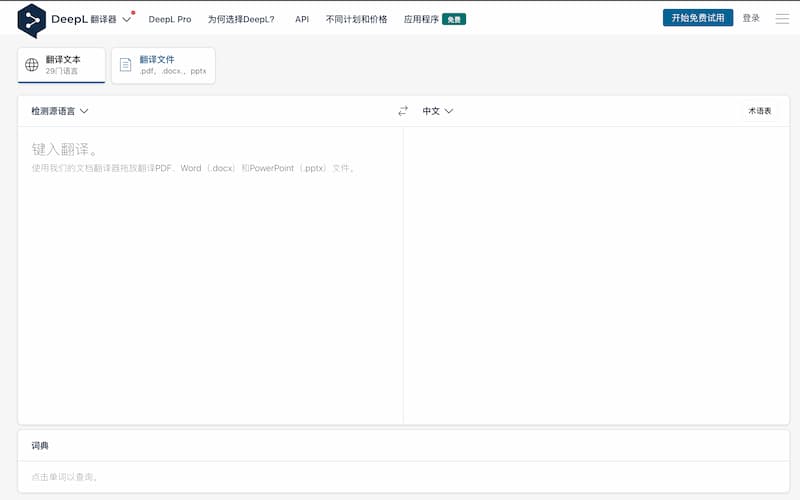 DeepL 翻译器
DeepL Pro
为何选择DeepL?
API
不同计划和价格
应用程序 免费
开始免费试用
登录
翻译文本
29门语言
翻译文件
.pdf, .docx, .pptx
检测源语言
中文
术语表
键入翻译。
使用我们的文档翻译器拖放翻译PDF、Word（.docx）和PowerPoint（.pptx）文件。
词典
点击单词以查询。